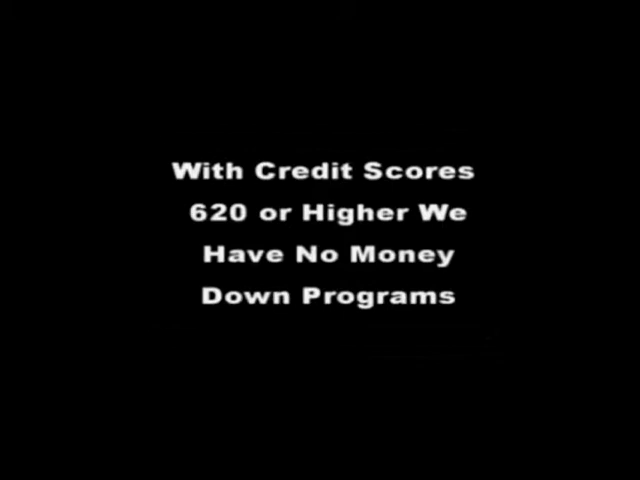 With Credit Scores
620 or Higher We
Have No Money
Down Programs